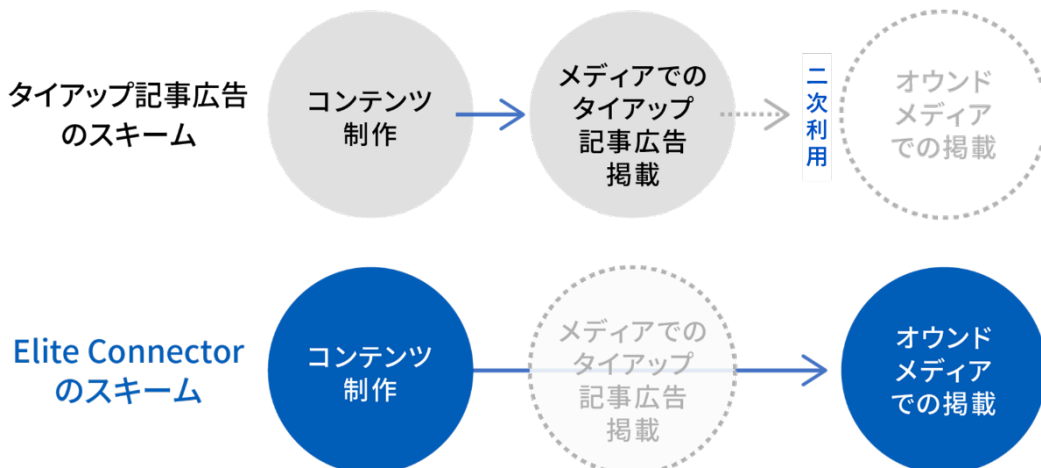 タイアップ記事広告
のスキーム
コンテンツ
制作
メディアでの
タイアップ
記事広告
掲載
二次利用
オウンド
メディア
での掲載
Elite Connector
のスキーム
コンテンツ
制作
メディアでの
タイアップ
記事広告
掲載
オウンド
メディア
での掲載